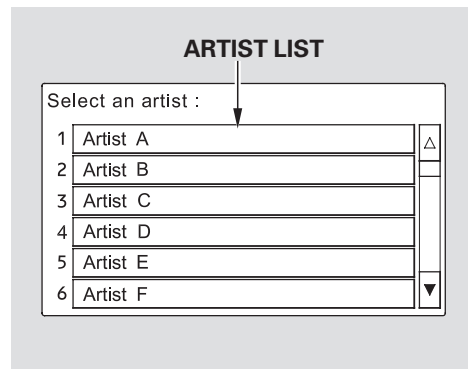 ARTIST LIST
Select an artist :
1 Artist A
2 Artist B
3 Artist C
4 Artist D
5 Artist E
6 Artist F